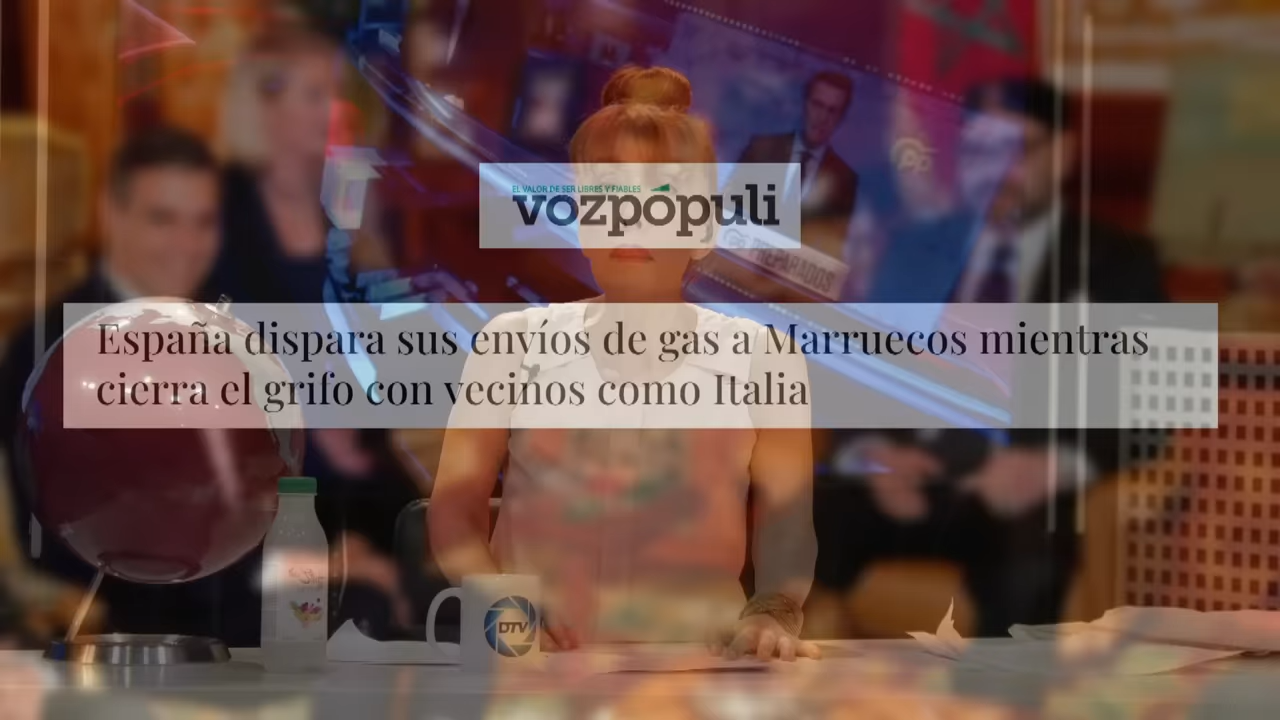 EL VALOR DE SER LIBRES Y FIABLES
vozpópuli
PREPARADOS
España dispara sus envíos de gas a Marruecos mientras
cierra el grifo con vecinos como Italia
DTV